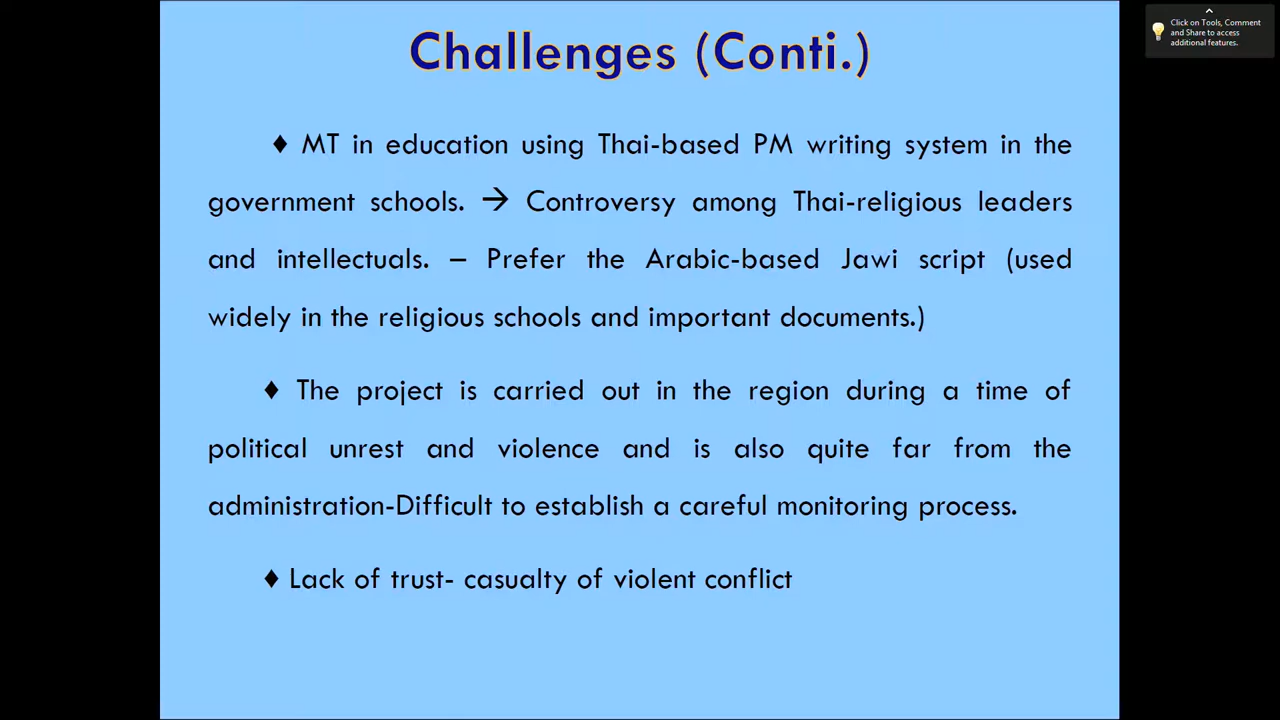 Challenges (Conti.)
♦ MT in education using Thai-based PM writing system in the
government schools. → Controversy among Thai-religious leaders
and intellectuals. – Prefer the Arabic-based Jawi script (used
widely in the religious schools and important documents.)
♦ The project is carried out in the region during a time of
political unrest and violence and is also quite far from the
administration-Difficult to establish a careful monitoring process.
♦ Lack of trust- casualty of violent conflict
Click on Tools, Comment
and Share to access
additional features.